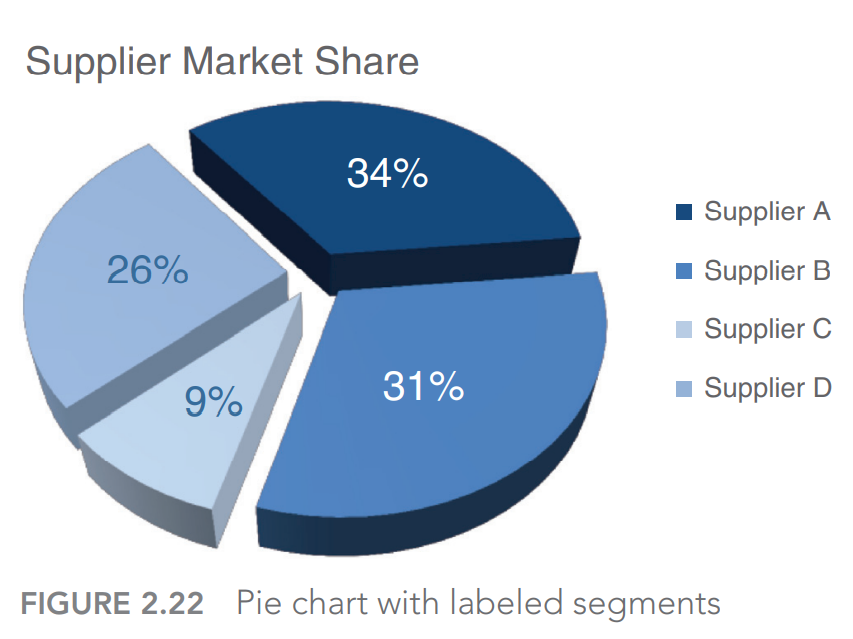 Supplier Market Share
34%
Supplier A
26%
Supplier B
Supplier C
31%
9%
Supplier D
FIGURE 2.22 Pie chart with labeled segments